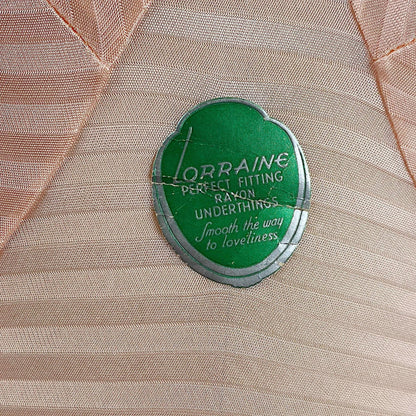 LORRAINE
PERFECT FITTING
RAYON
UNDERTHINGS
Smooth the way
to loveliness